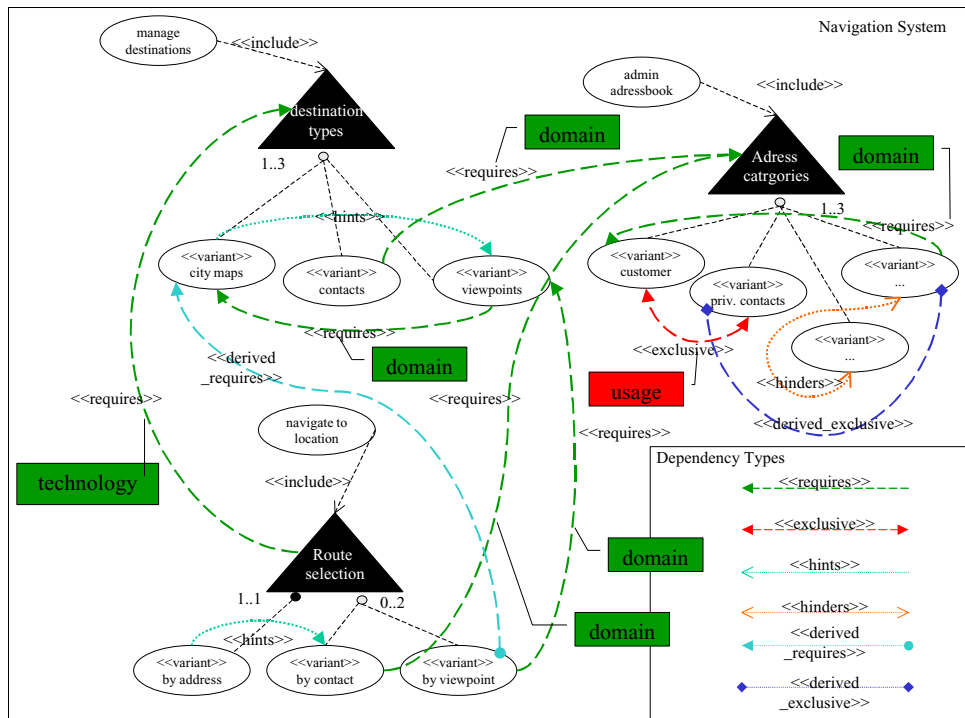 Navigation System
manage
destinations
<<include>>
destination
types
1..3
<<hints>>
<<variant>>
city maps
<<variant>>
contacts
<<variant>>
viewpoints
<<requires>>
domain
<<derived
_requires>>
<<requires>>
technology
domain
<<requires>>
admin
adressbook
<<include>>
Adress
catrgories
1..3
domain
<<requires>>
<<variant>>
customer
<<variant>>
priv. contacts
<<variant>>
...
<<variant>>
...
<<exclusive>>
usage
<<hinders>>
<<derived_exclusive>>
<<requires>>
<<requires>>
navigate to
location
<<include>>
Route
selection
1..1
0..2
<<hints>>
<<variant>>
by address
<<variant>>
by contact
<<variant>>
by viewpoint
domain
domain
Dependency Types
<<requires>>
<<exclusive>>
<<hints>>
<<hinders>>
<<derived
_requires>>
<<derived
_exclusive>>